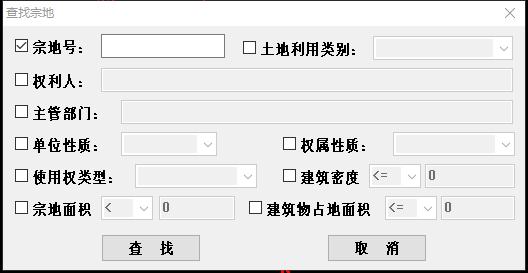 查找宗地
宗地号： 土地利用类别：
权利人：
主管部门：
单位性质： 权属性质：
使用权类型： 建筑密度 <= 0
宗地面积 < 0 建筑物占地面积 <= 0
查 找 取 消